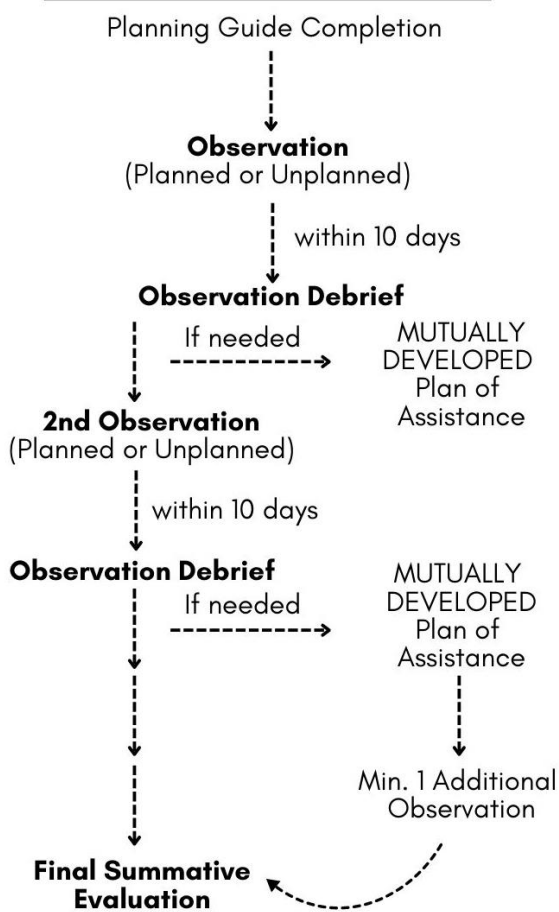 Planning Guide Completion
Observation
(Planned or Unplanned)
within 10 days
Observation Debrief
If needed
MUTUALLY
DEVELOPED
Plan of
Assistance
2nd Observation
(Planned or Unplanned)
within 10 days
Observation Debrief
If needed
MUTUALLY
DEVELOPED
Plan of
Assistance
Min. 1 Additional
Observation
Final Summative
Evaluation